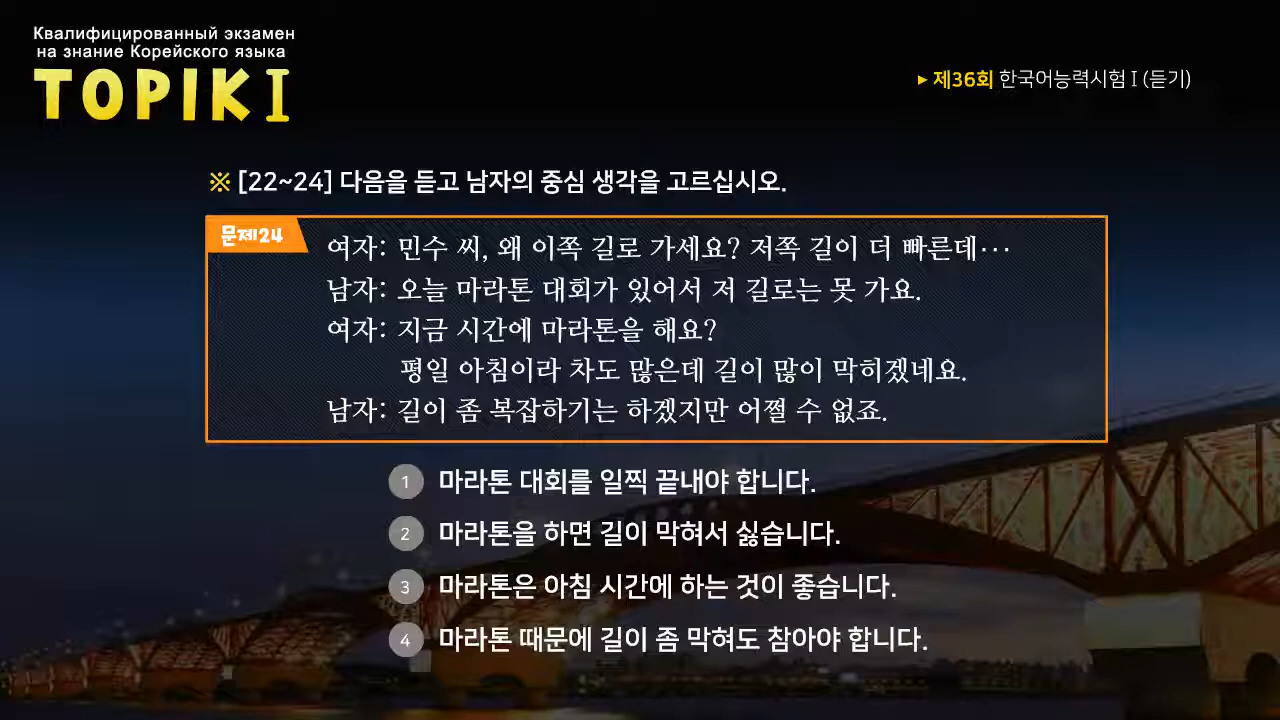 Квалифицированный экзамен
на знание Корейского языка
TOPIK I
▶ 제36회 한국어능력시험 I (듣기)
※ [22~24] 다음을 듣고 남자의 중심 생각을 고르십시오.
문제24
여자: 민수 씨, 왜 이쪽 길로 가세요? 저쪽 길이 더 빠른데···
남자: 오늘 마라톤 대회가 있어서 저 길로는 못 가요.
여자: 지금 시간에 마라톤을 해요?
평일 아침이라 차도 많은데 길이 많이 막히겠네요.
남자: 길이 좀 복잡하기는 하겠지만 어쩔 수 없죠.
1 마라톤 대회를 일찍 끝내야 합니다.
2 마라톤을 하면 길이 막혀서 싫습니다.
3 마라톤은 아침 시간에 하는 것이 좋습니다.
4 마라톤 때문에 길이 좀 막혀도 참아야 합니다.